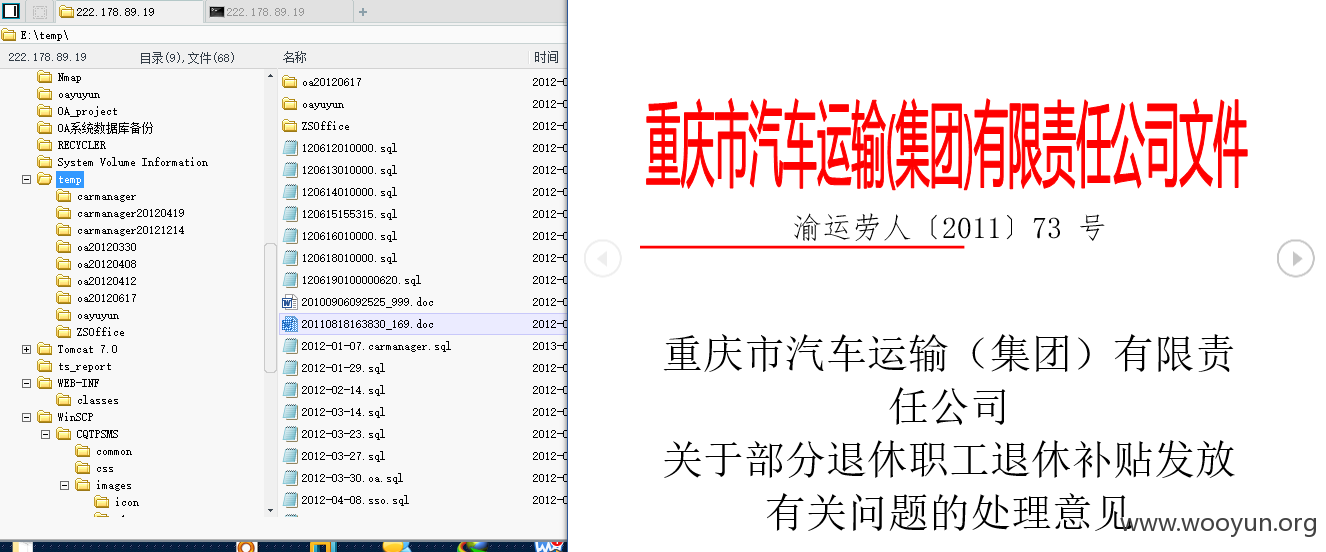 222.178.89.19
222.178.89.19
E:\temp\
222.178.89.19
目录(9),文件(68)
名称
时间
Nmap
oayuyun
OA_project
OA系统数据库备份
RECYCLER
System Volume Information
temp
carmanager
carmanager20120419
carmanager20121214
oa20120330
oa20120408
oa20120412
oa20120617
oayuyun
ZSOffice
Tomcat 7.0
ts_report
WEB-INF
classes
WinSCP
CQTPSMS
common
css
images
icon
oa20120617 2012-0
oayuyun 2012-0
ZSOffice 2012-0
120612010000.sql 2012-0
120613010000.sql 2012-0
120614010000.sql 2012-0
120615155315.sql 2012-0
120616010000.sql 2012-0
120618010000.sql 2012-0
1206190100000620.sql 2012-0
20100906092525_999.doc 2012-0
20110818163830_169.doc 2012-0
2012-01-07.carmanager.sql 2013-0
2012-01-29.sql 2012-0
2012-02-14.sql 2012-0
2012-03-14.sql 2012-0
2012-03-23.sql 2012-0
2012-03-27.sql 2012-0
2012-03-30.oa.sql 2012-0
2012-04-08.sso.sql 2012-0
重庆市汽车运输(集团)有限责任公司文件
渝运劳人〔2011〕73 号
重庆市汽车运输（集团）有限责
任公司
关于部分退休职工退休补贴发放
有关问题的处理意见
www.wooyun.org